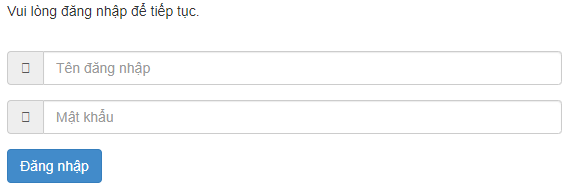 Vui lòng đăng nhập để tiếp tục.
Tên đăng nhập
Mật khẩu
Đăng nhập